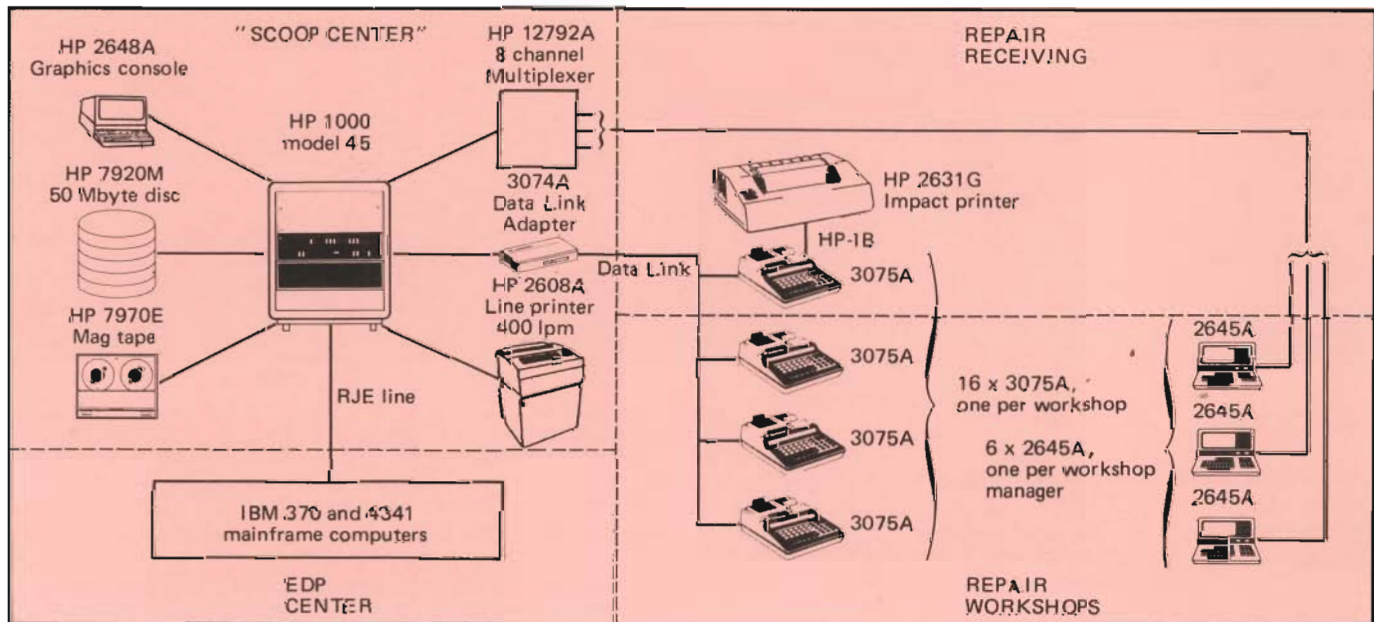 "SCOOP CENTER"
HP 2648A
Graphics console
HP 1000
model 45
HP 12792A
8 channel
Multiplexer
HP 7920M
50 Mbyte disc
3074A
Data Link
Adapter
HP 7970E
Mag tape
HP 2608A
Line printer
400 lpm
RJE line
Data Link
IBM 370 and 4341
mainframe computers
EDP
CENTER
REPAIR
RECEIVING
HP 2631G
Impact printer
HP-IB
3075A
3075A
3075A
3075A
16 x 3075A,
one per workshop
6 x 2645A,
one per workshop
manager
2645A
2645A
2645A
REPAIR
WORKSHOPS